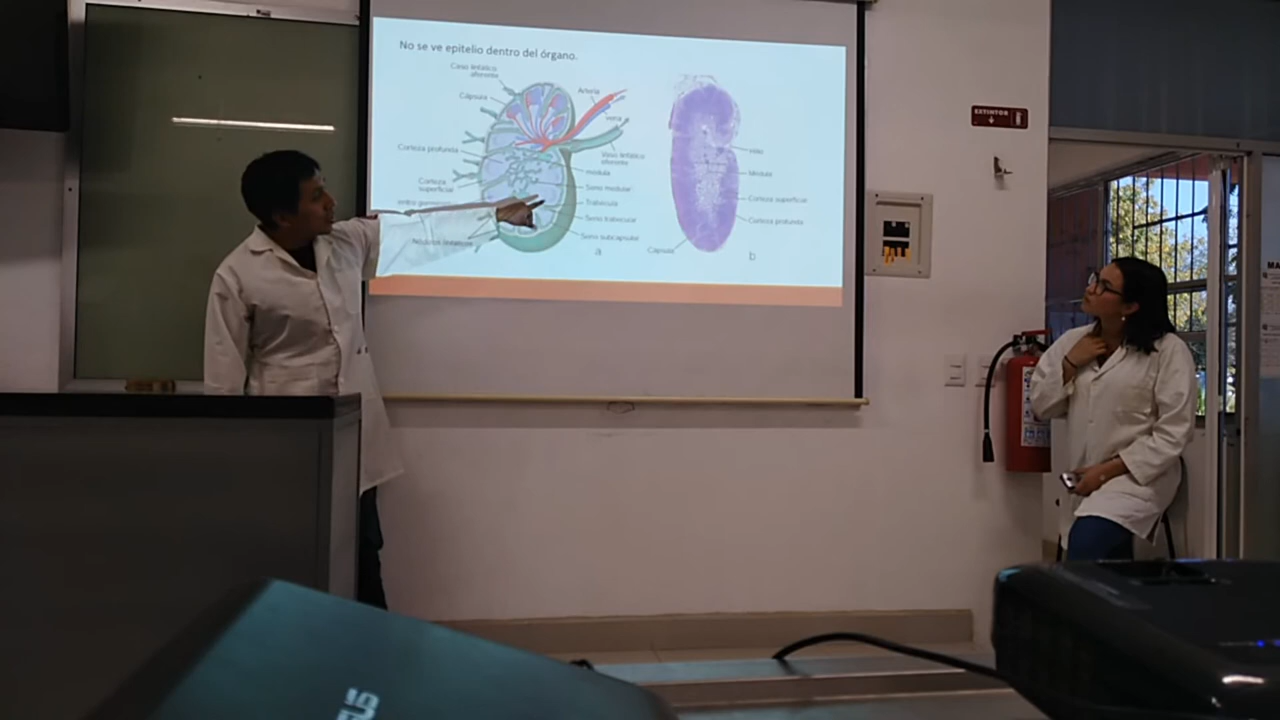 No se ve epitelio dentro del órgano.
Caso linfático
aferente
Arteria
Cápsula
vena
Corteza profunda
Vaso linfático
eferente
médula
Corteza
superficial
Seno medular
Trabécula
Seno trabecular
Nódulos linfáticos
Seno subcapsular
a
Hilio
Médula
Corteza superficial
Corteza profunda
Cápsula
b
EXTINTOR